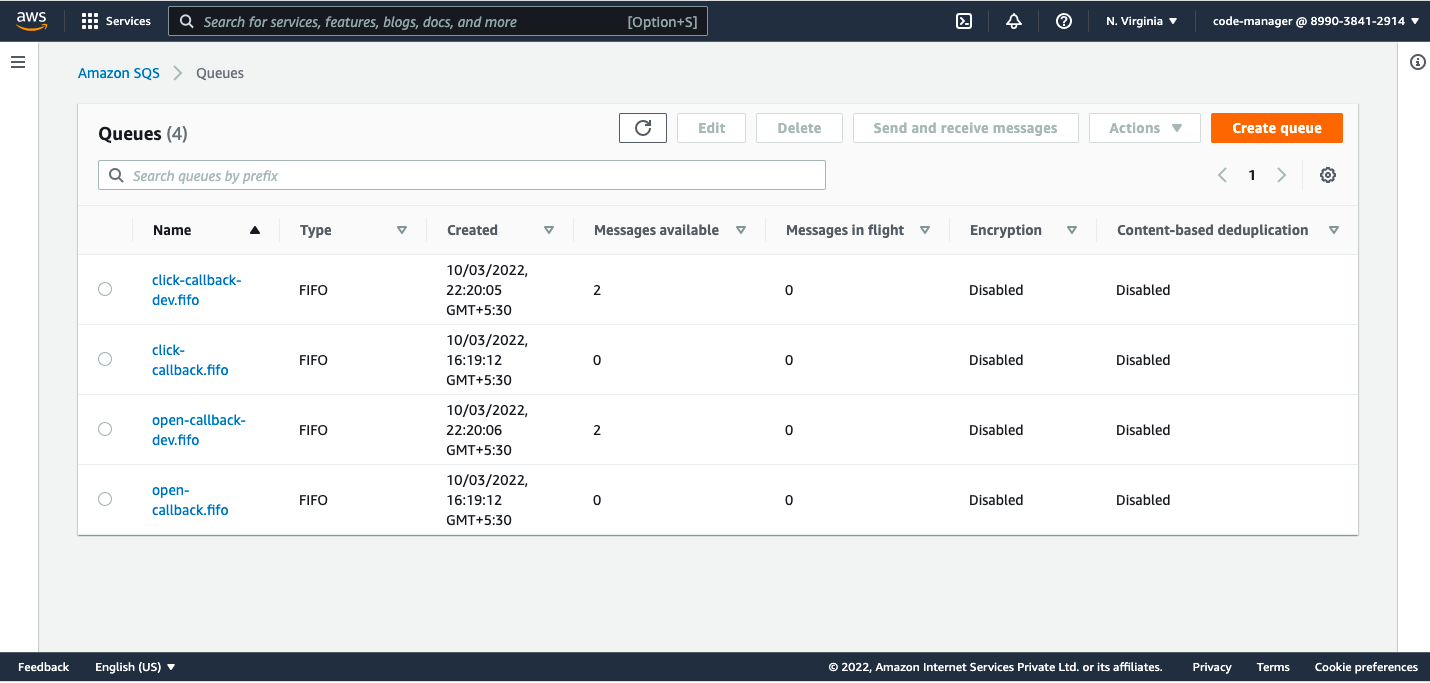 aws Services Search for services, features, blogs, docs, and more [Option+S] N. Virginia code-manager @ 8990-3841-2914
Amazon SQS Queues
Queues (4) Edit Delete Send and receive messages Actions Create queue
Search queues by prefix 1
Name Type Created Messages available Messages in flight Encryption Content-based deduplication
click-callback-
dev.fifo
FIFO
10/03/2022,
22:20:05
GMT+5:30
2
0
Disabled
Disabled
click-
callback.fifo
FIFO
10/03/2022,
16:19:12
GMT+5:30
0
0
Disabled
Disabled
open-callback-
dev.fifo
FIFO
10/03/2022,
22:20:06
GMT+5:30
2
0
Disabled
Disabled
open-
callback.fifo
FIFO
10/03/2022,
16:19:12
GMT+5:30
0
0
Disabled
Disabled
Feedback English (US) © 2022, Amazon Internet Services Private Ltd. or its affiliates. Privacy Terms Cookie preferences